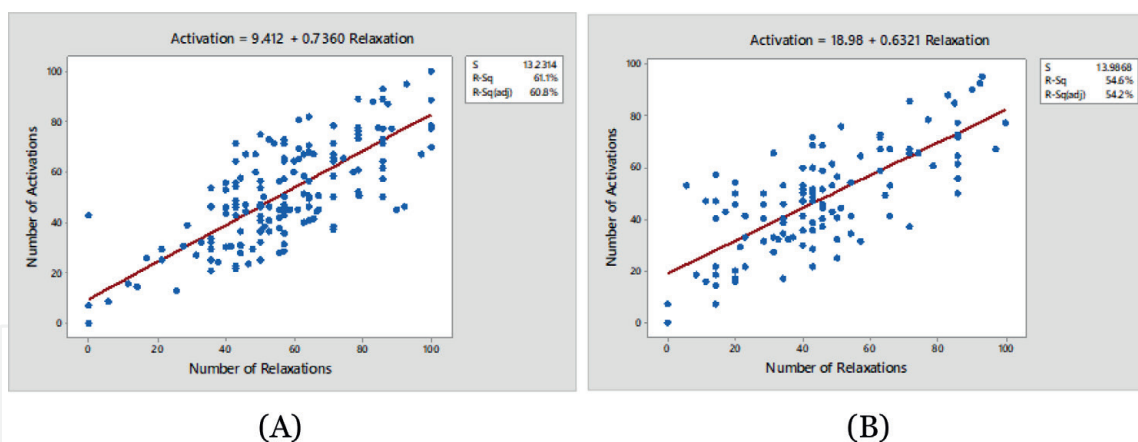 Activation = 9.412 + 0.7360 Relaxation
S 13.2314
R-Sq 61.1%
R-Sq(adj) 60.8%
100
80
60
40
20
0
Number of Activations
0 20 40 60 80 100
Number of Relaxations
(A)
Activation = 18.98 + 0.6321 Relaxation
S 13.9868
R-Sq 54.6%
R-Sq(adj) 54.2%
100
80
60
40
20
0
Number of Activations
0 20 40 60 80 100
Number of Relaxations
(B)